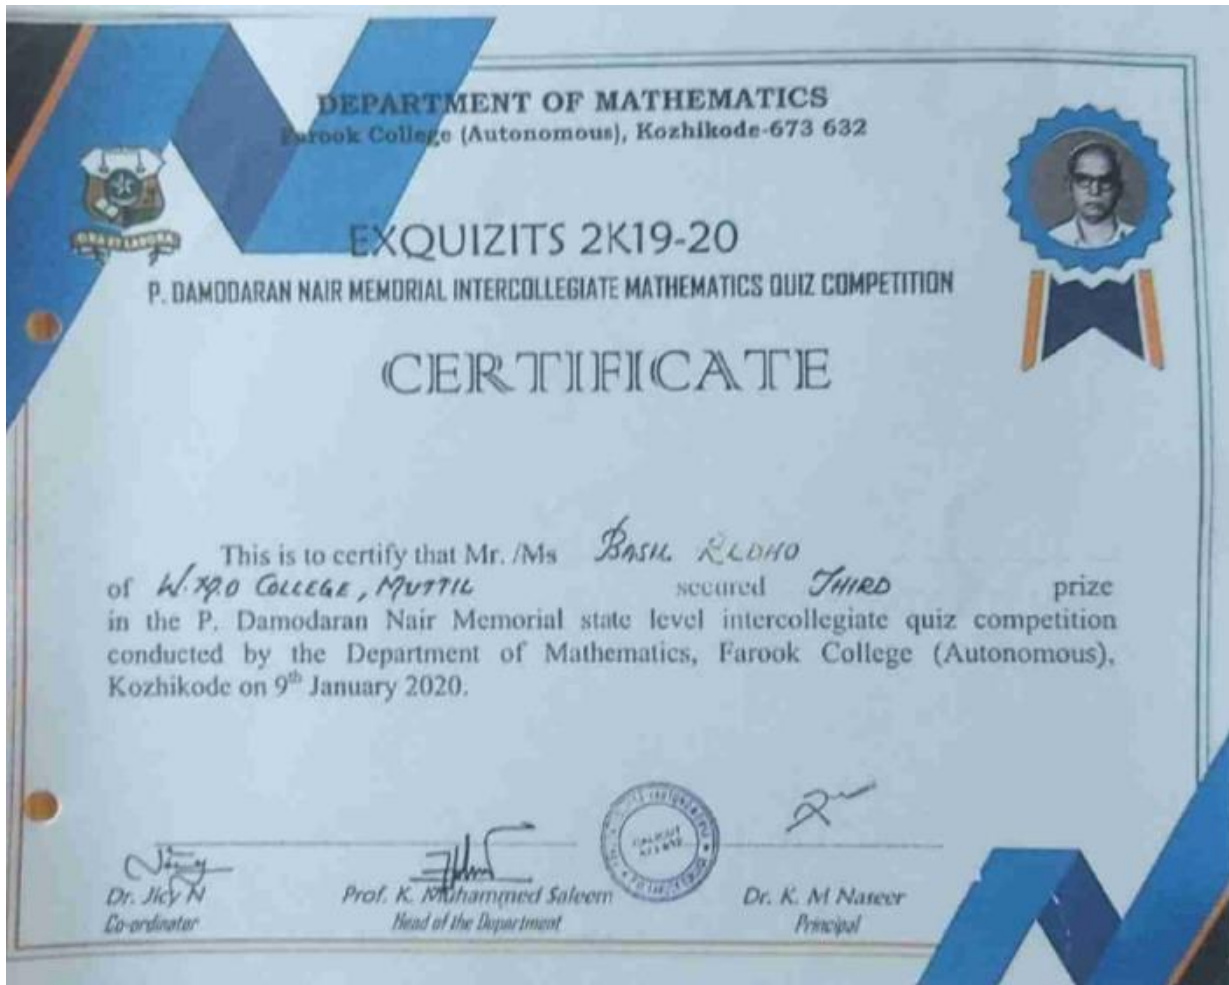 DEPARTMENT OF MATHEMATICS
Farook College (Autonomous), Kozhikode-673 632
EXQUIZITS 2K19-20
P. DAMODARAN NAIR MEMORIAL INTERCOLLEGIATE MATHEMATICS QUIZ COMPETITION
CERTIFICATE
This is to certify that Mr. /Ms BASIL ELDHO
of W.M.O COLLEGE, MUTTIL secured THIRD prize
in the P. Damodaran Nair Memorial state level intercollegiate quiz competition
conducted by the Department of Mathematics, Farook College (Autonomous),
Kozhikode on 9th January 2020.
Dr. Jicy N Prof. K. Muhammed Saleem Dr. K. M Naseer
Co-ordinator Head of the Department Principal